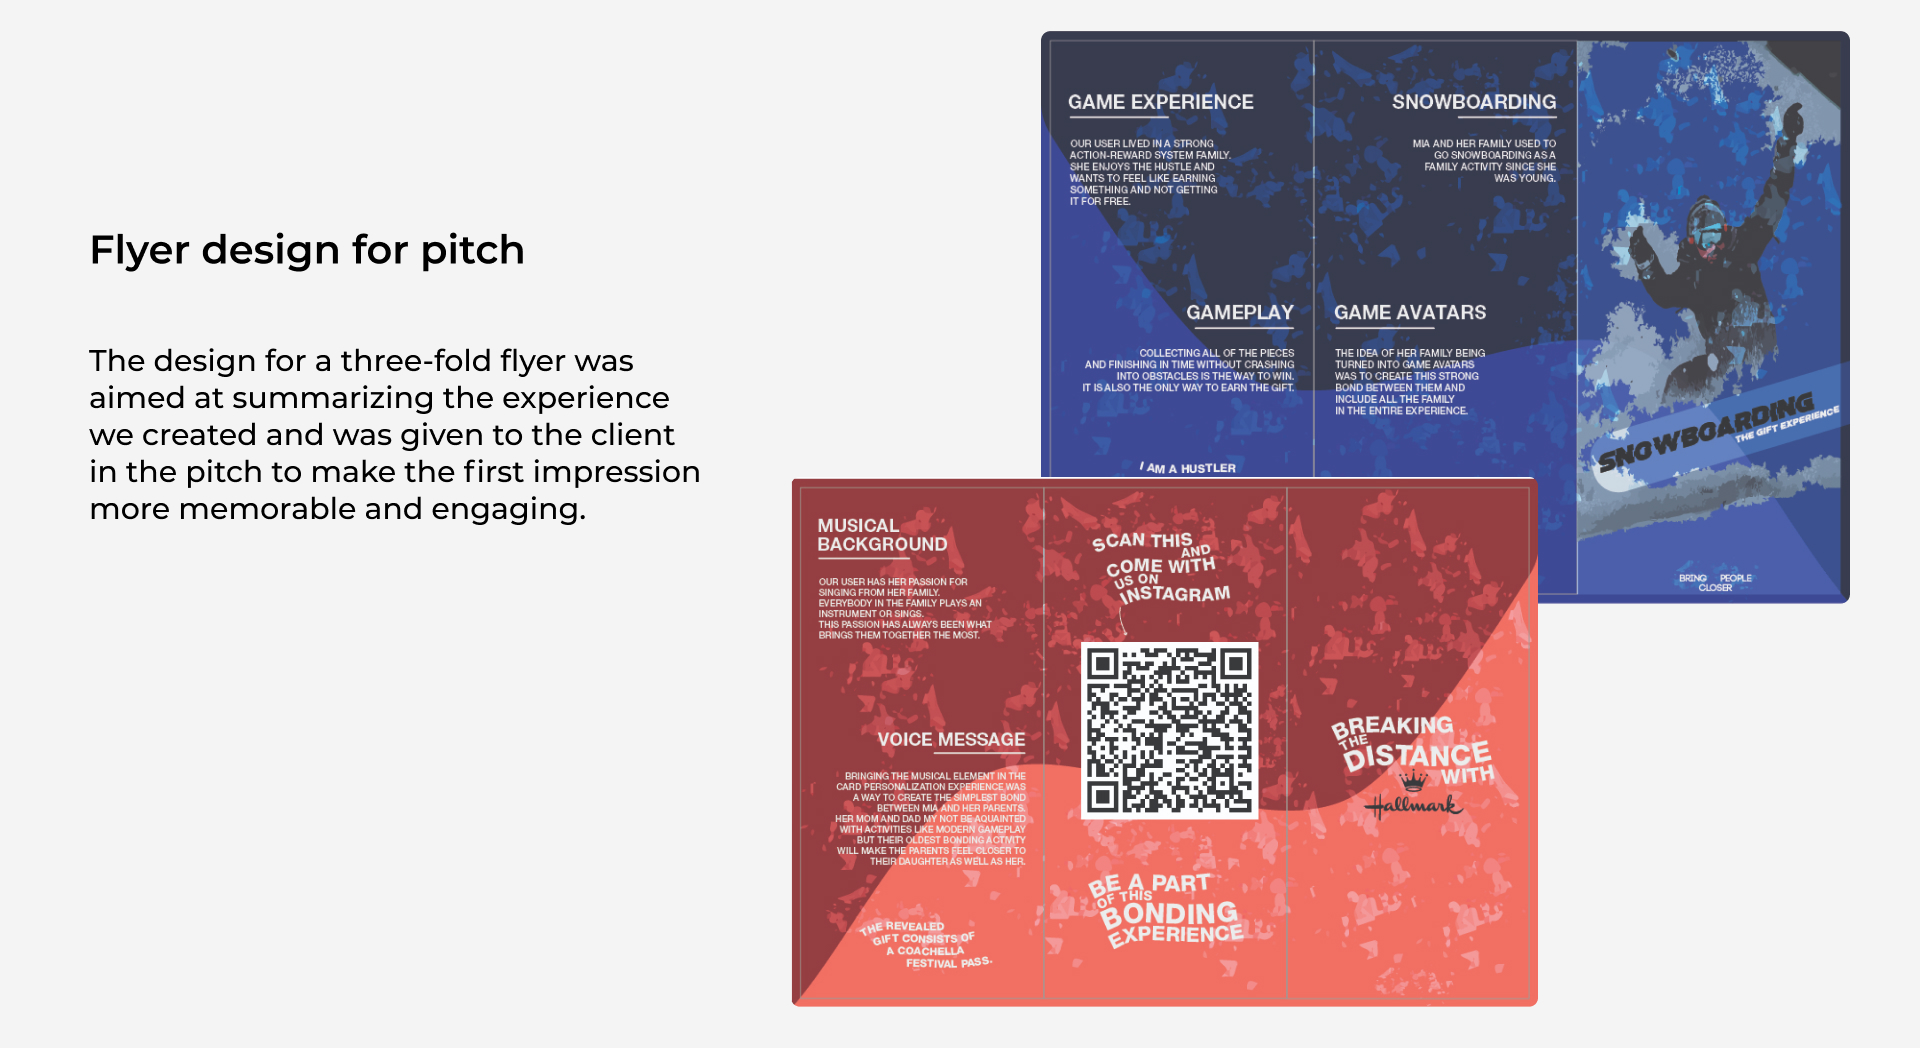 Flyer design for pitch
The design for a three-fold flyer was
aimed at summarizing the experience
we created and was given to the client
in the pitch to make the first impression
more memorable and engaging.
GAME EXPERIENCE
OUR USER LIVED IN A STRONG
ACTION-REWARD SYSTEM FAMILY.
SHE ENJOYS THE HUSTLE AND
WANTS TO FEEL LIKE EARNING
SOMETHING AND NOT GETTING
IT FOR FREE.
GAMEPLAY
COLLECTING ALL OF THE PIECES
AND FINISHING IN TIME WITHOUT CRASHING
INTO OBSTACLES IS THE WAY TO WIN.
IT IS ALSO THE ONLY WAY TO EARN THE GIFT.
I AM A HUSTLER
SNOWBOARDING
MIA AND HER FAMILY USED TO
GO SNOWBOARDING AS A
FAMILY ACTIVITY SINCE SHE
WAS YOUNG.
GAME AVATARS
THE IDEA OF HER FAMILY BEING
TURNED INTO GAME AVATARS
WAS TO CREATE THIS STRONG
BOND BETWEEN THEM AND
INCLUDE ALL THE FAMILY
IN THE ENTIRE EXPERIENCE.
SNOWBOARDING
THE GIFT EXPERIENCE
BRING PEOPLE
CLOSER
MUSICAL
BACKGROUND
OUR USER HAS HER PASSION FOR
SINGING FROM HER FAMILY.
EVERYBODY IN THE FAMILY PLAYS AN
INSTRUMENT OR SINGS.
THIS PASSION HAS ALWAYS BEEN WHAT
BRINGS THEM TOGETHER THE MOST.
VOICE MESSAGE
BRINGING THE MUSICAL ELEMENT IN THE
CARD PERSONALIZATION EXPERIENCE WAS
A WAY TO CREATE THE SIMPLEST BOND
BETWEEN MIA AND HER PARENTS.
HER MOM AND DAD MY NOT BE AQUAINTED
WITH ACTIVITIES LIKE MODERN GAMEPLAY
BUT THEIR OLDEST BONDING ACTIVITY
WILL MAKE THE PARENTS FEEL CLOSER TO
THEIR DAUGHTER AS WELL AS HER.
THE REVEALED
GIFT CONSISTS OF
A COACHELLA
FESTIVAL PASS.
SCAN THIS
AND
COME WITH
US ON
INSTAGRAM
BE A PART
OF THIS
BONDING
EXPERIENCE
BREAKING
THE
DISTANCE
WITH
Hallmark